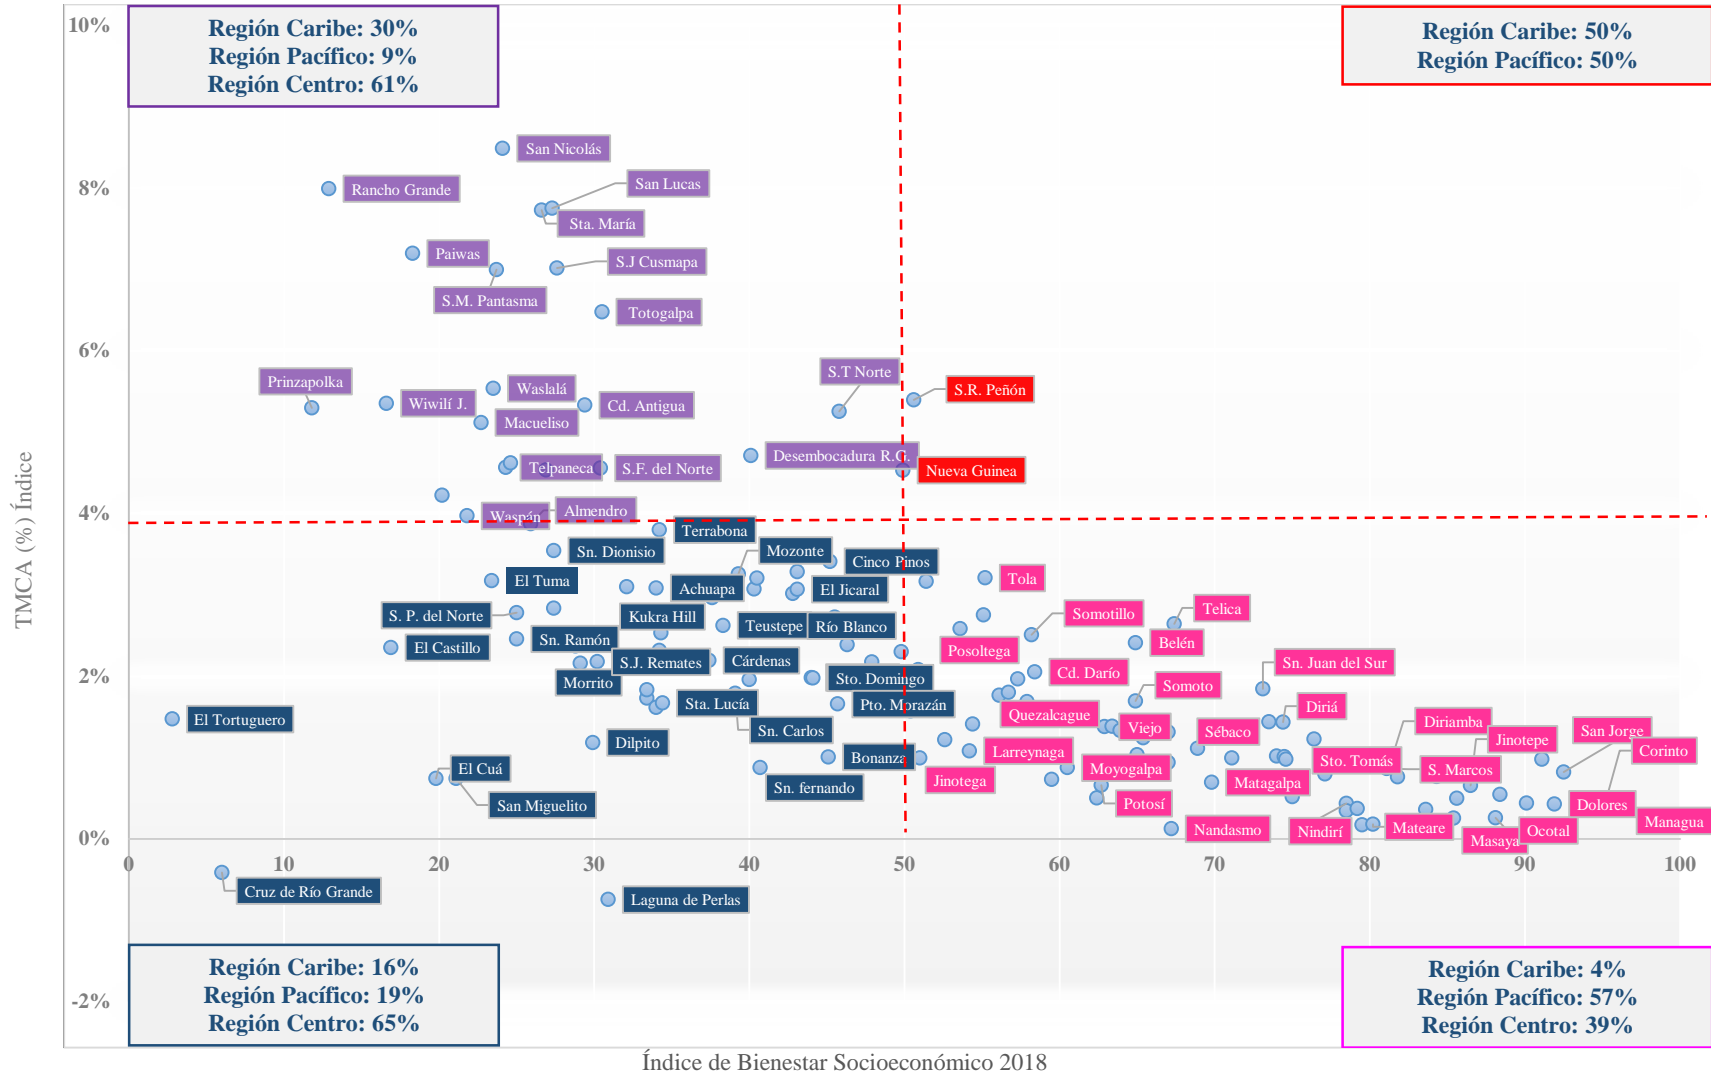 10%
Región Caribe: 30%
Región Pacífico: 9%
Región Centro: 61%
Región Caribe: 50%
Región Pacífico: 50%
San Nicolás
8%
Rancho Grande
San Lucas
Sta. María
Paiwas
S.J Cusmapa
S.M. Pantasma
Totogalpa
6%
Prinzapolka
S.T Norte
Waslalá
S.R. Peñón
Wiwilí J.
Cd. Antigua
Macueliso
Desembocadura R.G.
Telpaneca
S.F. del Norte
Nueva Guinea
4%
Waspán
Almendro
Terrabona
Sn. Dionisio
Mozonte
Cinco Pinos
El Tuma
Achuapa
El Jicaral
Tola
S. P. del Norte
Kukra Hill
Teustepe
Río Blanco
Somotillo
Telica
El Castillo
Sn. Ramón
Posoltega
Belén
S.J. Remates
Cárdenas
Sn. Juan del Sur
2%
Morrito
Sto. Domingo
Cd. Darío
Somoto
Sta. Lucía
Pto. Morazán
Quezalcague
Viejo
Sébaco
Diriá
Diriamba
Jinotepe
San Jorge
Corinto
El Tortuguero
Sn. Carlos
Dilpito
Bonanza
Larreynaga
Moyogalpa
Sto. Tomás
S. Marcos
El Cuá
Sn. fernando
Jinotega
Matagalpa
San Miguelito
Potosí
Dolores
Nandasmo
Nindirí
Mateare
Masaya
Ocotal
Managua
0%
0 10 20 30 40 50 60 70 80 90 100
Cruz de Río Grande
Laguna de Perlas
-2%
Región Caribe: 16%
Región Pacífico: 19%
Región Centro: 65%
Región Caribe: 4%
Región Pacífico: 57%
Región Centro: 39%
TMCA (%) Índice
Índice de Bienestar Socioeconómico 2018